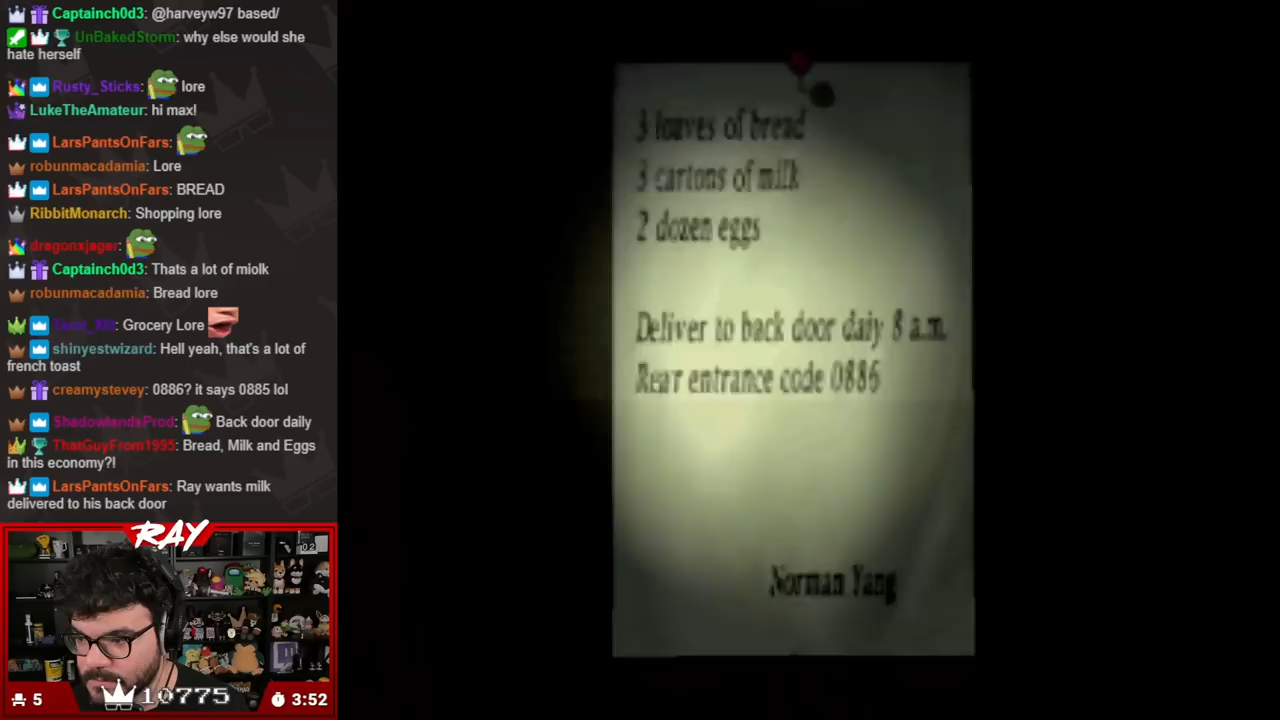 Captainch0d3: @harveyw97 based/
UnBakedStorm: why else would she
hate herself
Rusty_Sticks: lore
LukeTheAmateur: hi max!
LarsPantsOnFars:
robunmacadamia: Lore
LarsPantsOnFars: BREAD
RibbitMonarch: Shopping lore
dragonxjager:
Captainch0d3: Thats a lot of miolk
robunmacadamia: Bread lore
Grocery Lore
shinyestwizard: Hell yeah, that's a lot of
french toast
creamystevey: 0886? it says 0885 lol
ShadowlandsProd: Back door daily
ThatGuyFrom1995: Bread, Milk and Eggs
in this economy?!
LarsPantsOnFars: Ray wants milk
delivered to his back door
RAY
5
10775
3:52
3 loaves of bread
3 cartons of milk
2 dozen eggs
Deliver to back door daily 8 a.m.
Rear entrance code 0886
Norman Yang